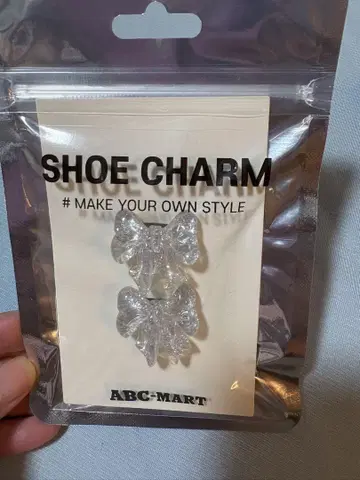 SHOE CHARM
# MAKE YOUR OWN STYLE
ABC-MART